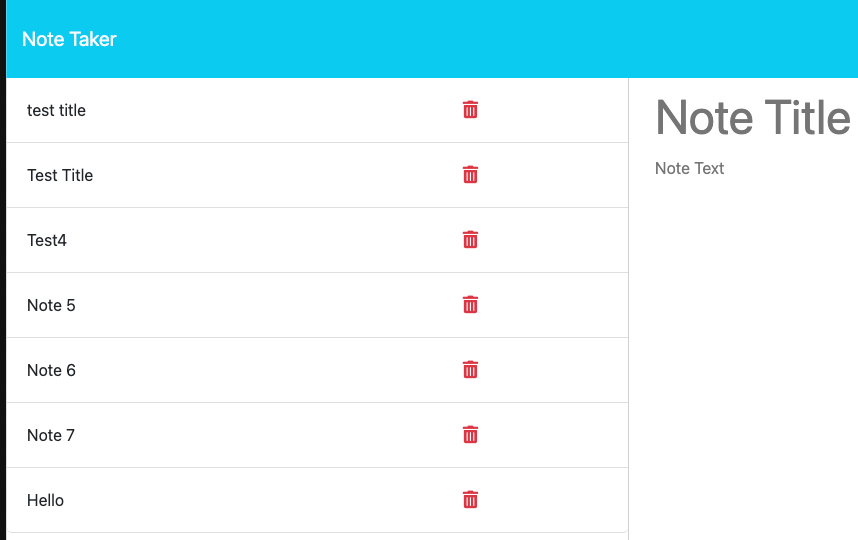 Note Taker
test title
Test Title
Test4
Note 5
Note 6
Note 7
Hello
Note Title
Note Text